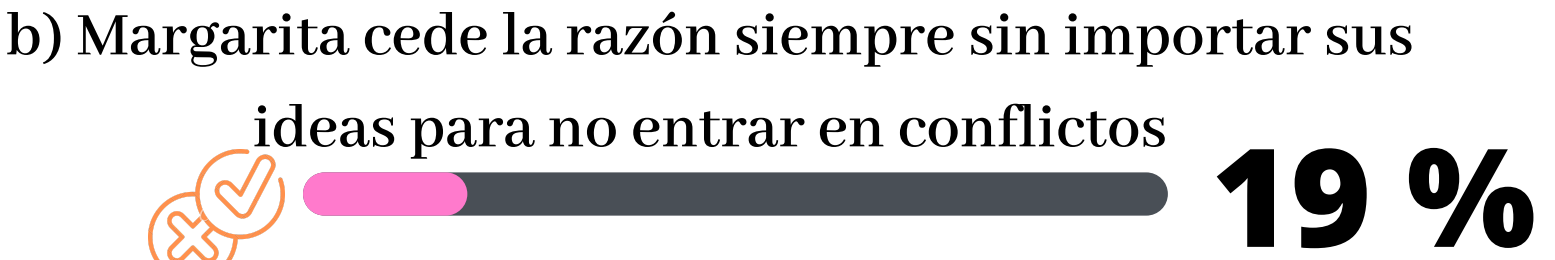 b) Margarita cede la razón siempre sin importar sus
ideas para no entrar en conflictos
19 %